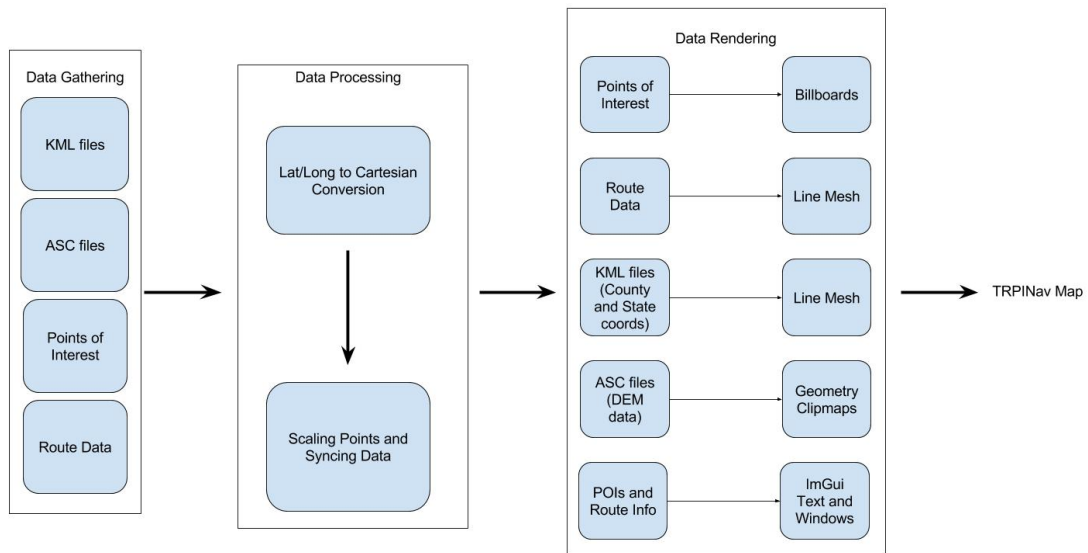 Data Gathering
KML files
ASC files
Points of
Interest
Route Data
Data Processing
Lat/Long to Cartesian
Conversion
Scaling Points and
Syncing Data
Data Rendering
Points of
Interest
Billboards
Route
Data
Line Mesh
KML files
(County
and State
coords)
Line Mesh
ASC files
(DEM
data)
Geometry
Clipmaps
POIs and
Route Info
ImGui
Text and
Windows
TRPINav Map